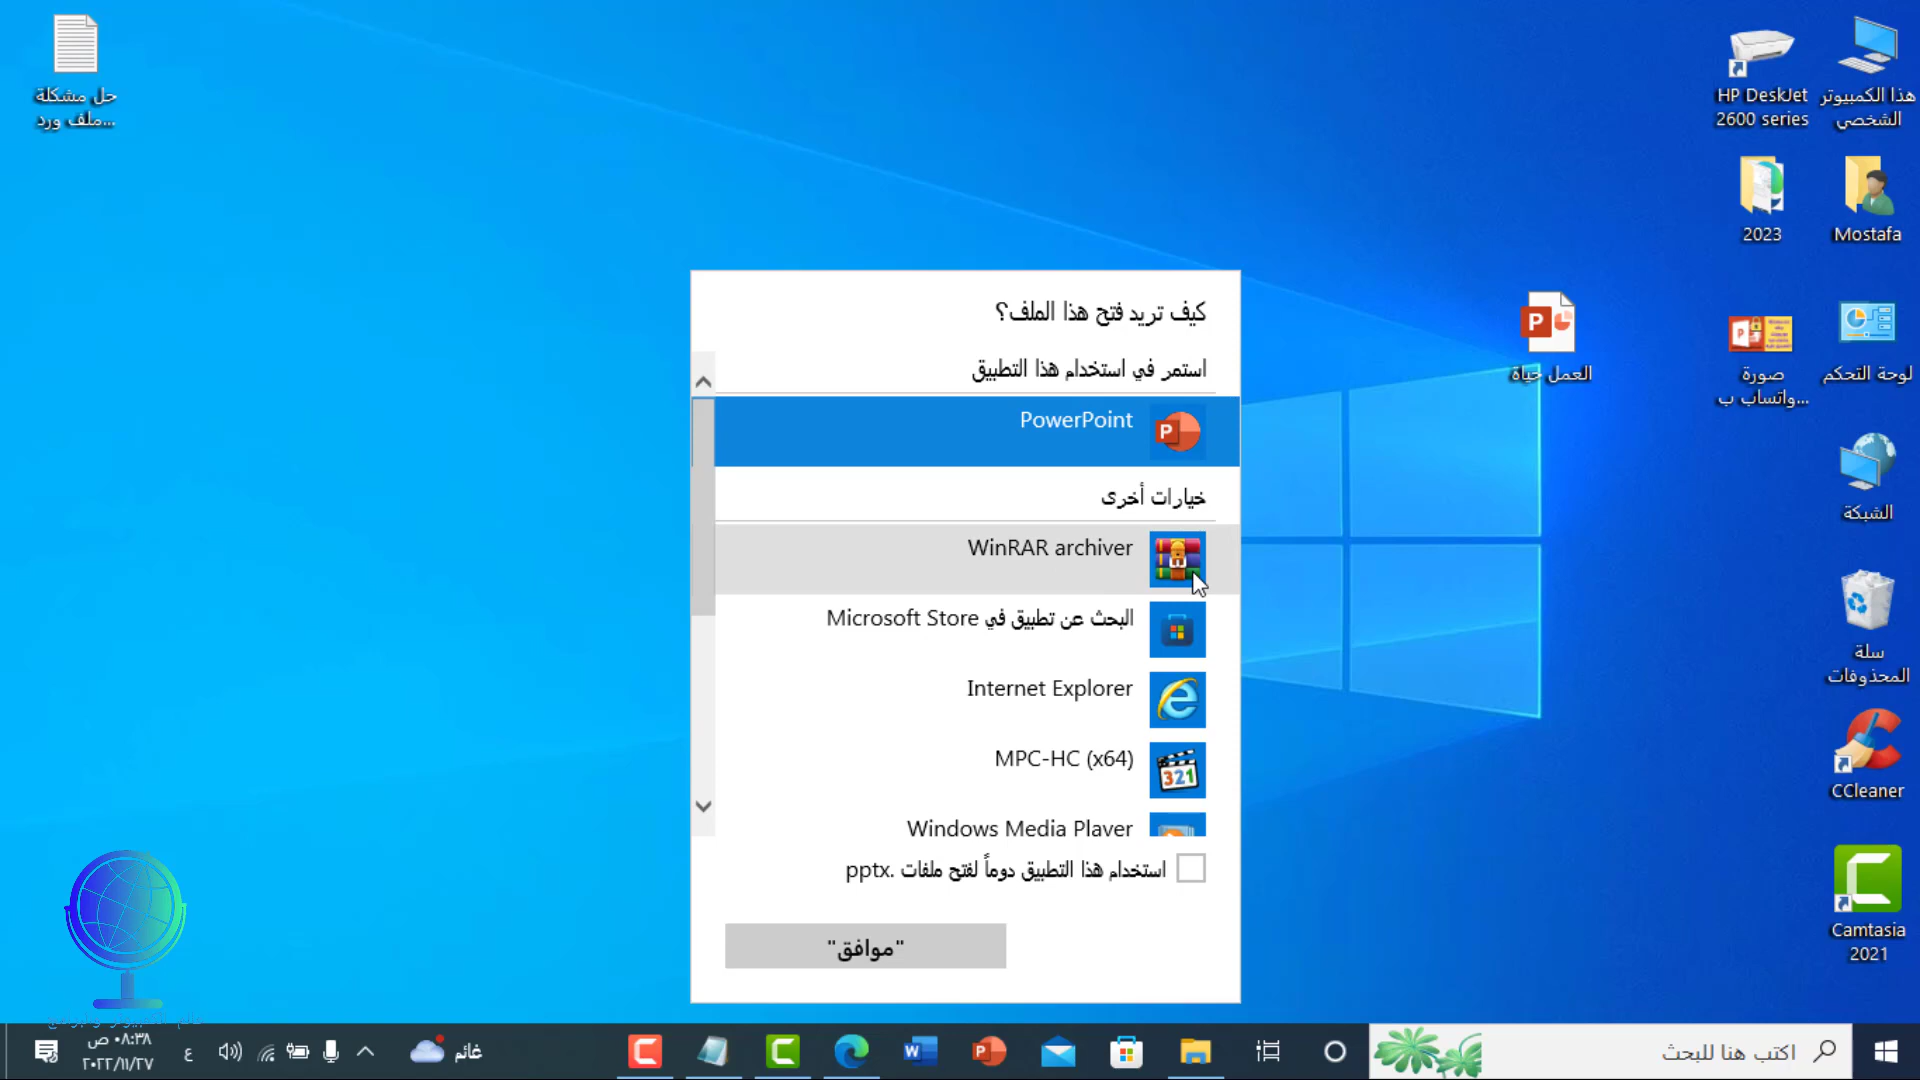 حل مشكلة
ملف ورد...
HP DeskJet
2600 series
هذا الكمبيوتر
الشخصي
2023
Mostafa
العمل حياة
صورة
واتساب ب...
لوحة التحكم
الشبكة
سلة
المحذوفات
CCleaner
Camtasia
2021
كيف تريد فتح هذا الملف؟
استمر في استخدام هذا التطبيق
PowerPoint
خيارات أخرى
WinRAR archiver
البحث عن تطبيق في Microsoft Store
Internet Explorer
MPC-HC (x64)
Windows Media Player
استخدام هذا التطبيق دوماً لفتح ملفات .pptx
"موافق"
اكتب هنا للبحث
غائم
ع
٠٨:٣٨ ص
٢٠٢٢/١١/٢٧